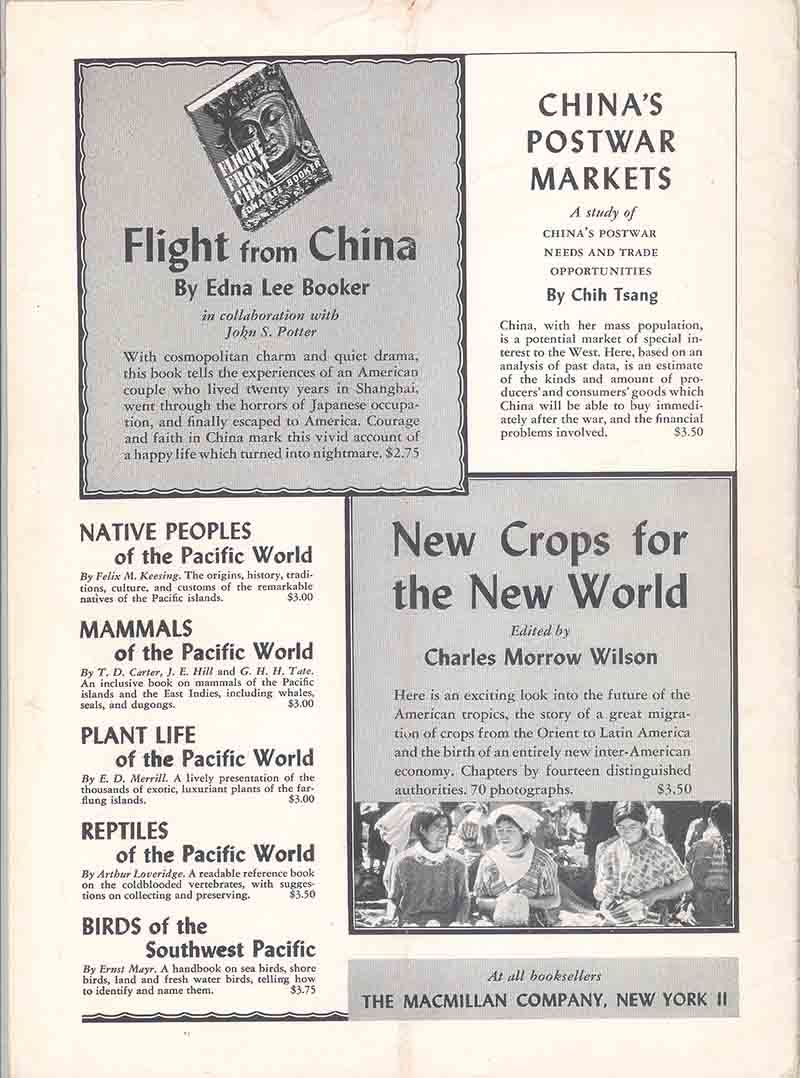 FLIGHT
FROM
CHINA
EDNA LEE BOOKER
Flight from China
By Edna Lee Booker
in collaboration with
John S. Potter
With cosmopolitan charm and quiet drama,
this book tells the experiences of an American
couple who lived twenty years in Shanghai,
went through the horrors of Japanese occupa-
tion, and finally escaped to America. Courage
and faith in China mark this vivid account of
a happy life which turned into nightmare. $2.75
CHINA'S
POSTWAR
MARKETS
A study of
CHINA'S POSTWAR
NEEDS AND TRADE
OPPORTUNITIES
By Chih Tsang
China, with her mass population,
is a potential market of special in-
terest to the West. Here, based on an
analysis of past data, is an estimate
of the kinds and amount of pro-
ducers' and consumers' goods which
China will be able to buy immedi-
ately after the war, and the financial
problems involved. $3.50
NATIVE PEOPLES
of the Pacific World
By Felix M. Keesing. The origins, history, tradi-
tions, culture, and customs of the remarkable
natives of the Pacific islands. $3.00
MAMMALS
of the Pacific World
By T. D. Carter, J. E. Hill and G. H. H. Tate.
An inclusive book on mammals of the Pacific
islands and the East Indies, including whales,
seals, and dugongs. $3.00
PLANT LIFE
of the Pacific World
By E. D. Merrill. A lively presentation of the
thousands of exotic, luxuriant plants of the far-
flung islands. $3.00
REPTILES
of the Pacific World
By Arthur Loveridge. A readable reference book
on the coldblooded vertebrates, with sugges-
tions on collecting and preserving. $3.50
BIRDS of the
Southwest Pacific
By Ernst Mayr. A handbook on sea birds, shore
birds, land and fresh water birds, telling how
to identify and name them. $3.75
New Crops for
the New World
Edited by
Charles Morrow Wilson
Here is an exciting look into the future of the
American tropics, the story of a great migra-
tion of crops from the Orient to Latin America
and the birth of an entirely new inter-American
economy. Chapters by fourteen distinguished
authorities. 70 photographs. $3.50
At all booksellers
THE MACMILLAN COMPANY, NEW YORK 11